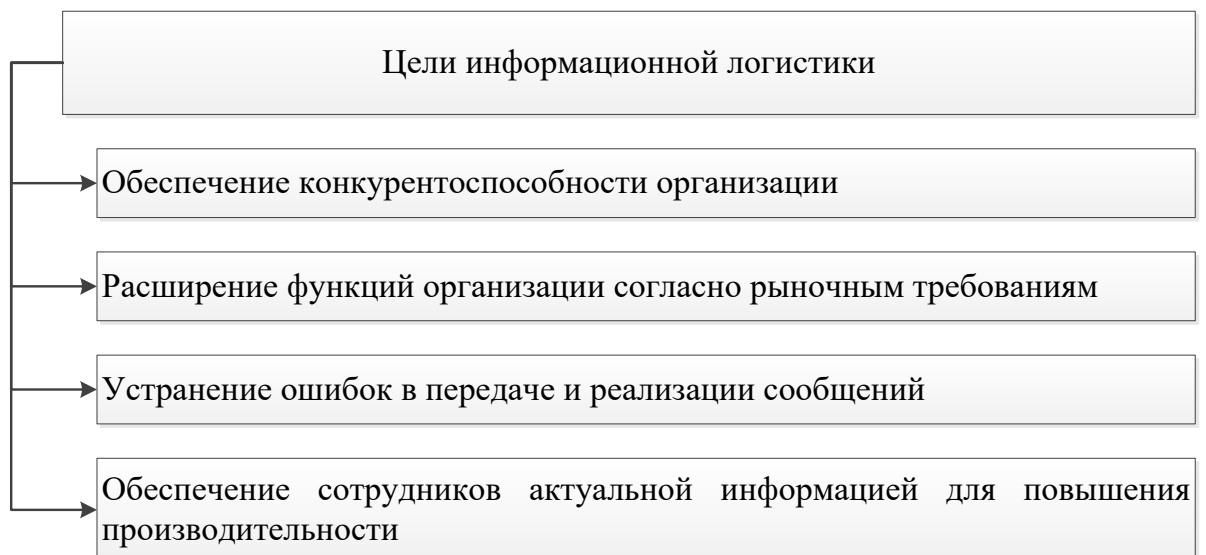 Цели информационной логистики
Обеспечение конкурентоспособности организации
Расширение функций организации согласно рыночным требованиям
Устранение ошибок в передаче и реализации сообщений
Обеспечение сотрудников актуальной информацией для повышения
производительности